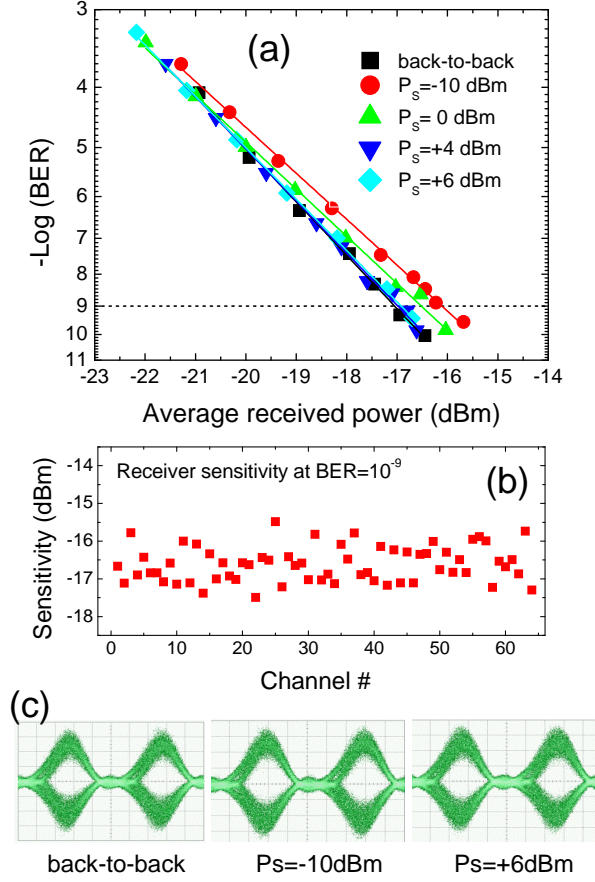 (a)
back-to-back
P_S=-10 dBm
P_S= 0 dBm
P_S=+4 dBm
P_S=+6 dBm
-Log (BER)
3
4
5
6
7
8
9
10
11
-23 -22 -21 -20 -19 -18 -17 -16 -15 -14
Average received power (dBm)
Receiver sensitivity at BER=10^-9
(b)
Sensitivity (dBm)
-14
-15
-16
-17
-18
0 10 20 30 40 50 60
Channel #
(c)
back-to-back Ps=-10dBm Ps=+6dBm